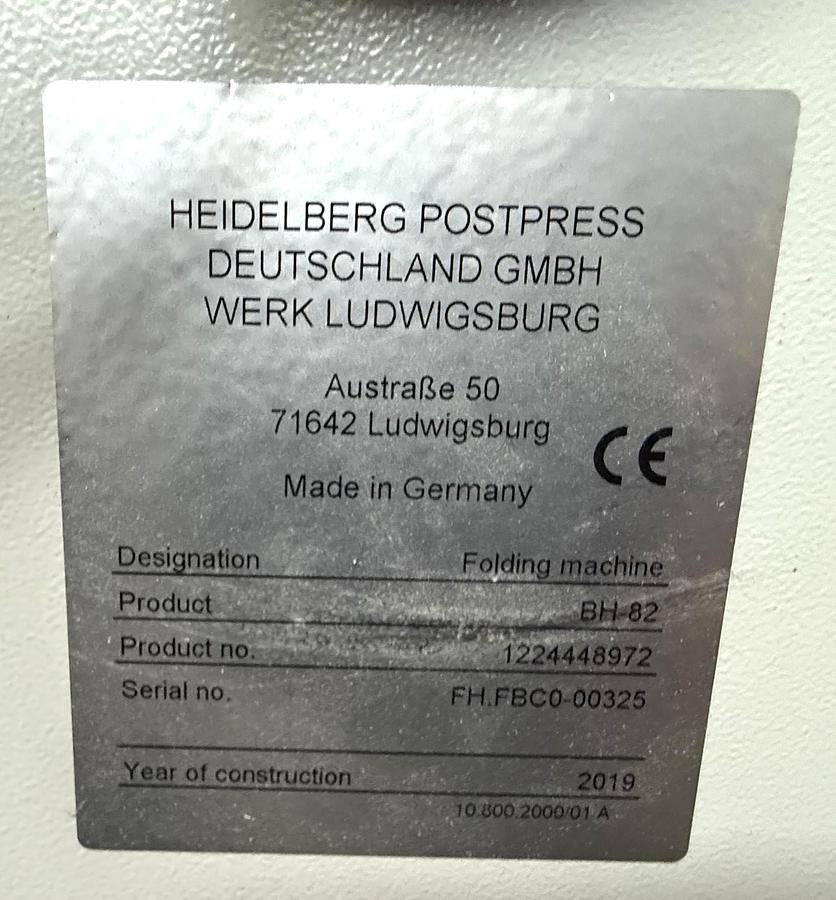 HEIDELBERG POSTPRESS
DEUTSCHLAND GMBH
WERK LUDWIGSBURG
Austraße 50
71642 Ludwigsburg
CE
Made in Germany
Designation Folding machine
Product BH-82
Product no. 1224448972
Serial no. FH.FBC0-00325
Year of construction 2019
10.800.2000/01 A